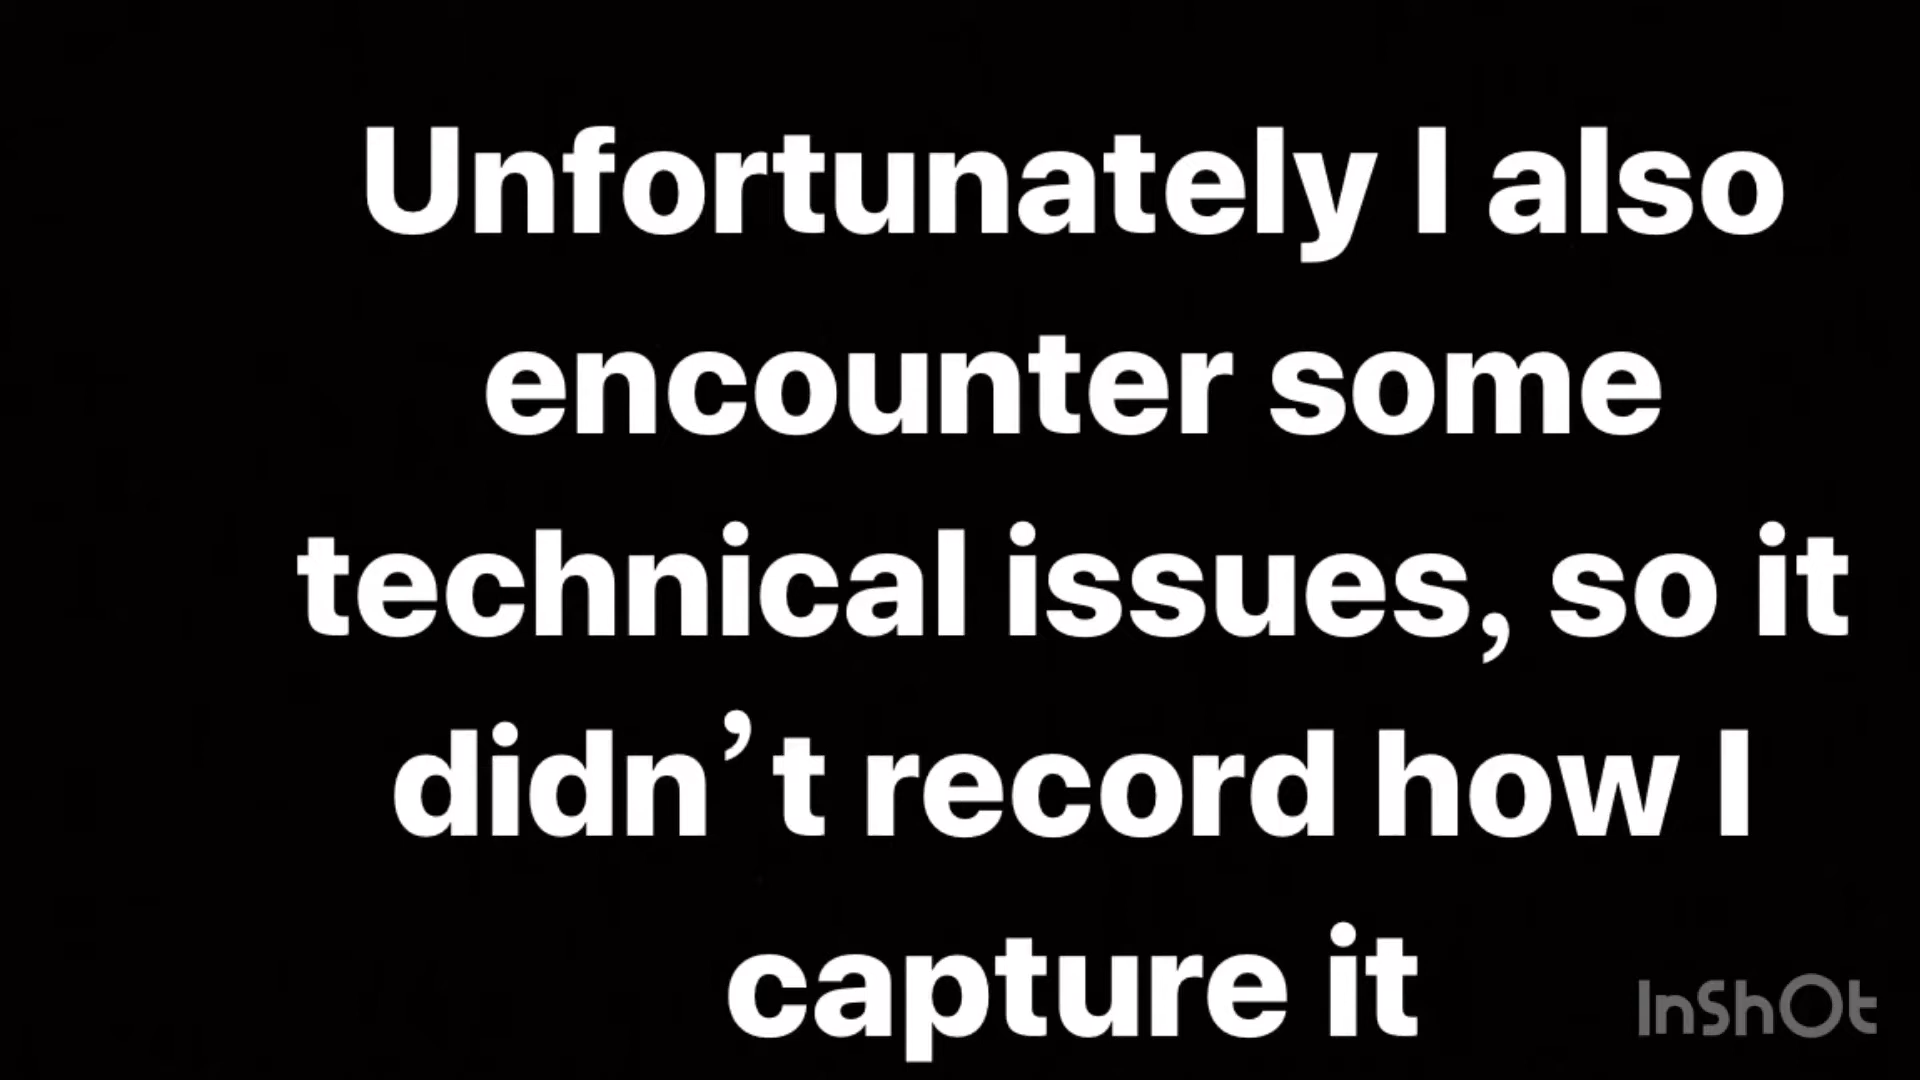 Unfortunately I also
encounter some
technical issues, so it
didn’t record how I
capture it
InShOt